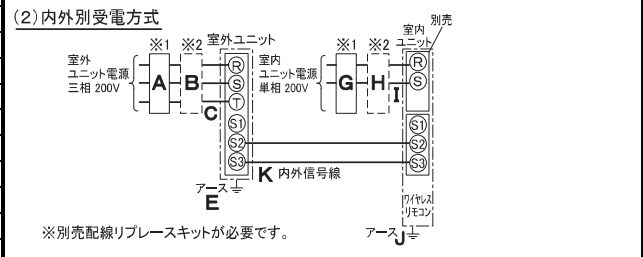 (2)内外別受電方式
※1 ※2 室外ユニット
室外
ユニット電源
三相 200V
A
B
C
R
S
T
S1
S2
S3
アース
E
K 内外信号線
※1 ※2
室内
ユニット
別売
室内
ユニット電源
単相 200V
G
H
I
R
S
S1
S2
S3
ワイヤレス
リモコン
アース J
※別売配線リプレースキットが必要です。